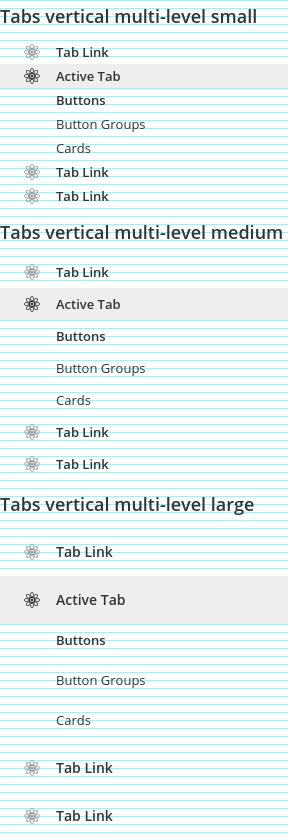 Tabs vertical multi-level small
Tab Link
Active Tab
Buttons
Button Groups
Cards
Tab Link
Tab Link
Tabs vertical multi-level medium
Tab Link
Active Tab
Buttons
Button Groups
Cards
Tab Link
Tab Link
Tabs vertical multi-level large
Tab Link
Active Tab
Buttons
Button Groups
Cards
Tab Link
Tab Link